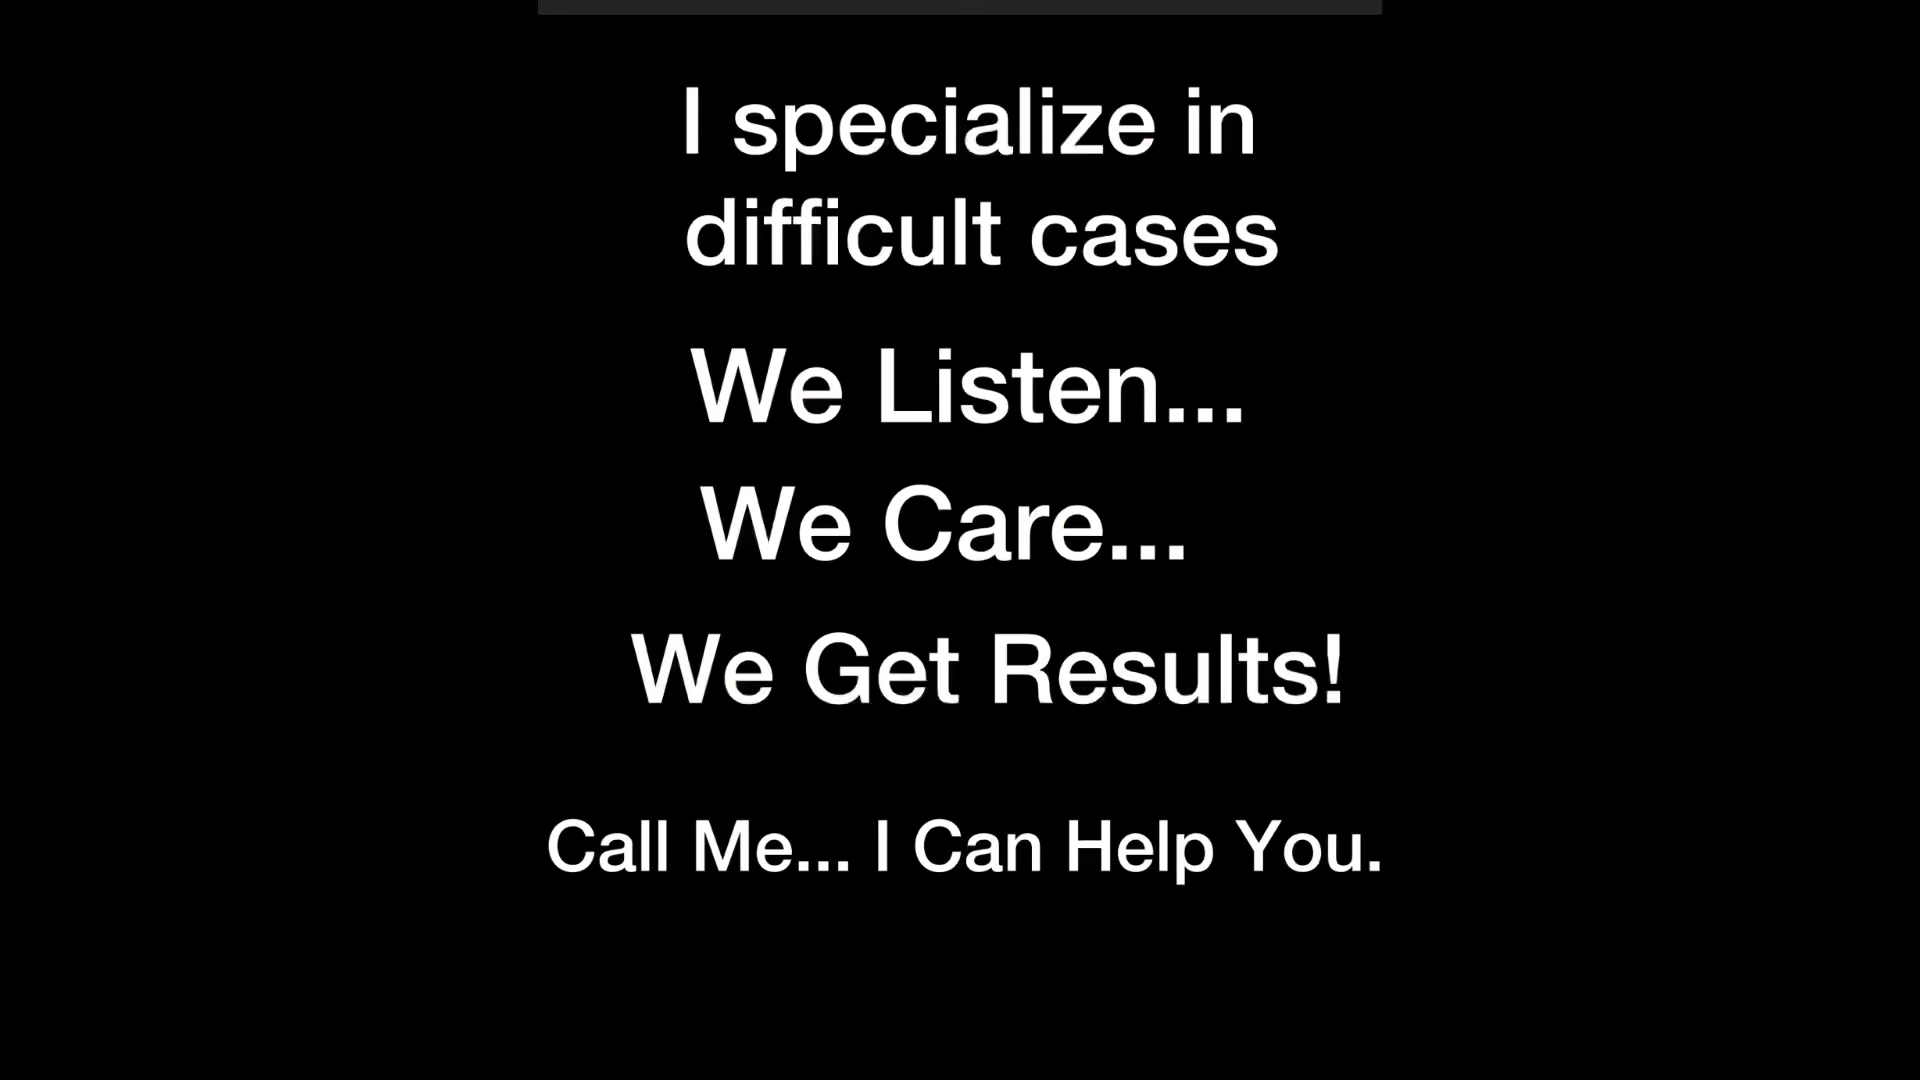 I specialize in
difficult cases
We Listen...
We Care...
We Get Results!
Call Me... I Can Help You.